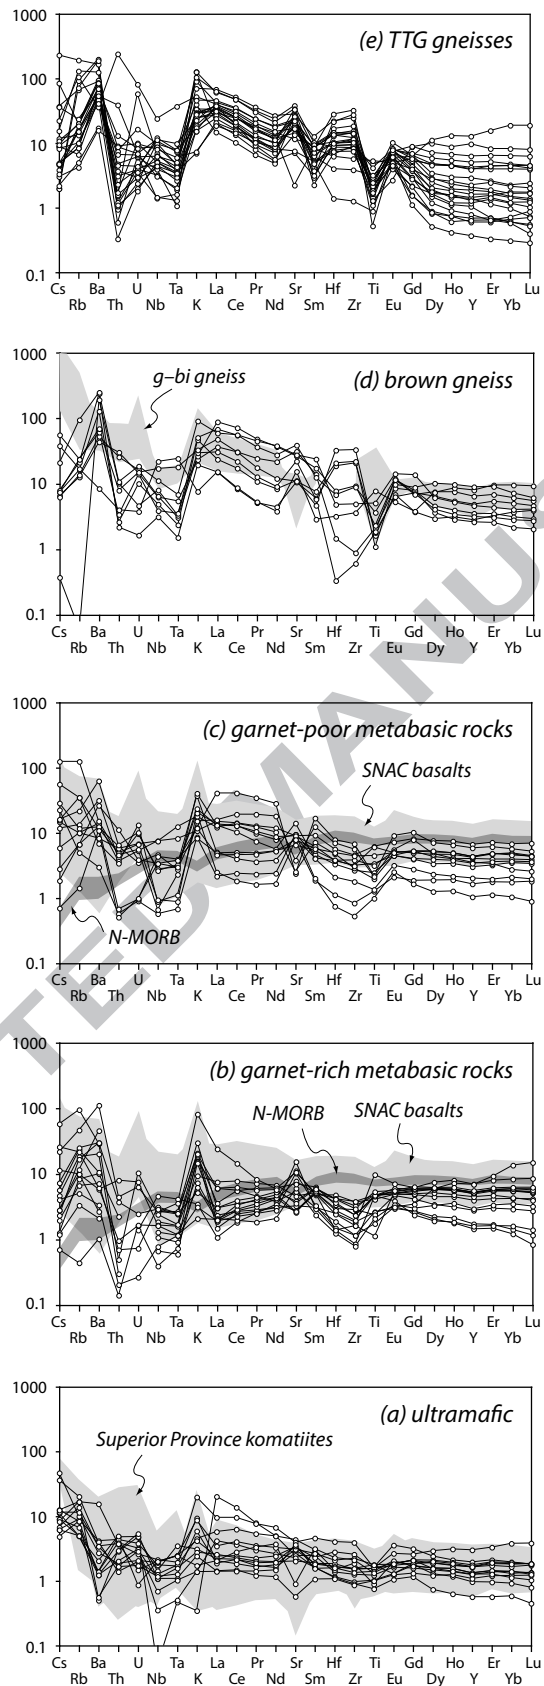 1000
(e) TTG gneisses
100
10
1
0.1
Cs Ba U Ta La Pr Sr Hf Ti Gd Ho Er Lu
Rb Th Nb K Ce Nd Sm Zr Eu Dy Y Yb
1000
g–bi gneiss
(d) brown gneiss
100
10
1
0.1
Cs Ba U Ta La Pr Sr Hf Ti Gd Ho Er Lu
Rb Th Nb K Ce Nd Sm Zr Eu Dy Y Yb
1000
(c) garnet-poor metabasic rocks
SNAC basalts
100
10
1
N-MORB
0.1
Cs Ba U Ta La Pr Sr Hf Ti Gd Ho Er Lu
Rb Th Nb K Ce Nd Sm Zr Eu Dy Y Yb
1000
(b) garnet-rich metabasic rocks
N-MORB SNAC basalts
100
10
1
0.1
Cs Ba U Ta La Pr Sr Hf Ti Gd Ho Er Lu
Rb Th Nb K Ce Nd Sm Zr Eu Dy Y Yb
1000
(a) ultramafic
Superior Province komatiites
100
10
1
0.1
Cs Ba U Ta La Pr Sr Hf Ti Gd Ho Er Lu
Rb Th Nb K Ce Nd Sm Zr Eu Dy Y Yb
TED MANUS